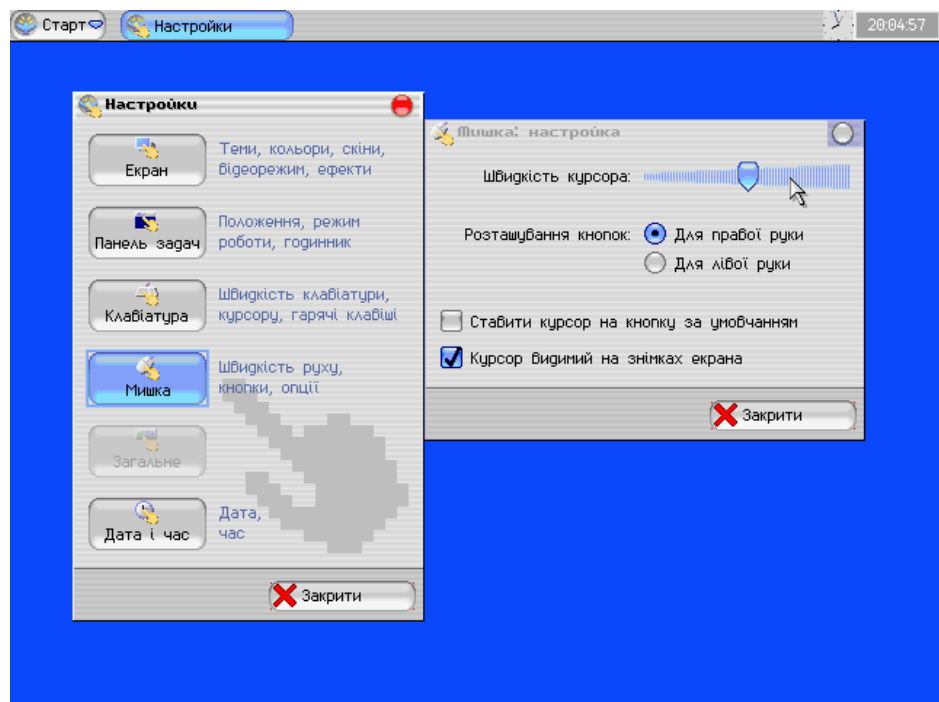 Старт
Настройки
У
20:04:57
Настройки
Екран
Теми, кольори, скіни,
відеорежим, ефекти
Панель задач
Положення, режим
роботи, годинник
Клавіатура
Швидкість клавіатури,
курсору, гарячі клавіші
Мишка
Швидкість руху,
кнопки, опції
Загальне
Дата і час
Дата,
час
Закрити
Мишка: настройка
Швидкість курсора:
Розташування кнопок:
Для правої руки
Для лівої руки
Ставити курсор на кнопку за умовчанням
Курсор видимий на знімках екрана
Закрити